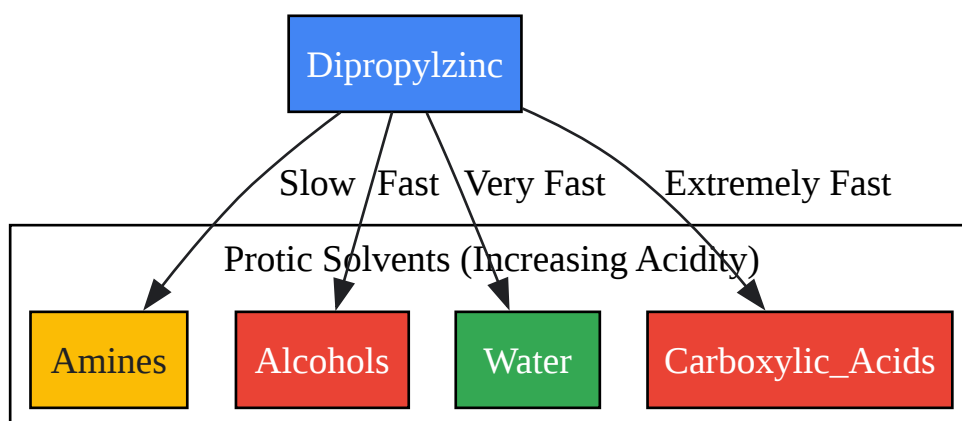 Dipropylzinc
Slow
Fast
Very Fast
Extremely Fast
Protic Solvents (Increasing Acidity)
Amines
Alcohols
Water
Carboxylic_Acids